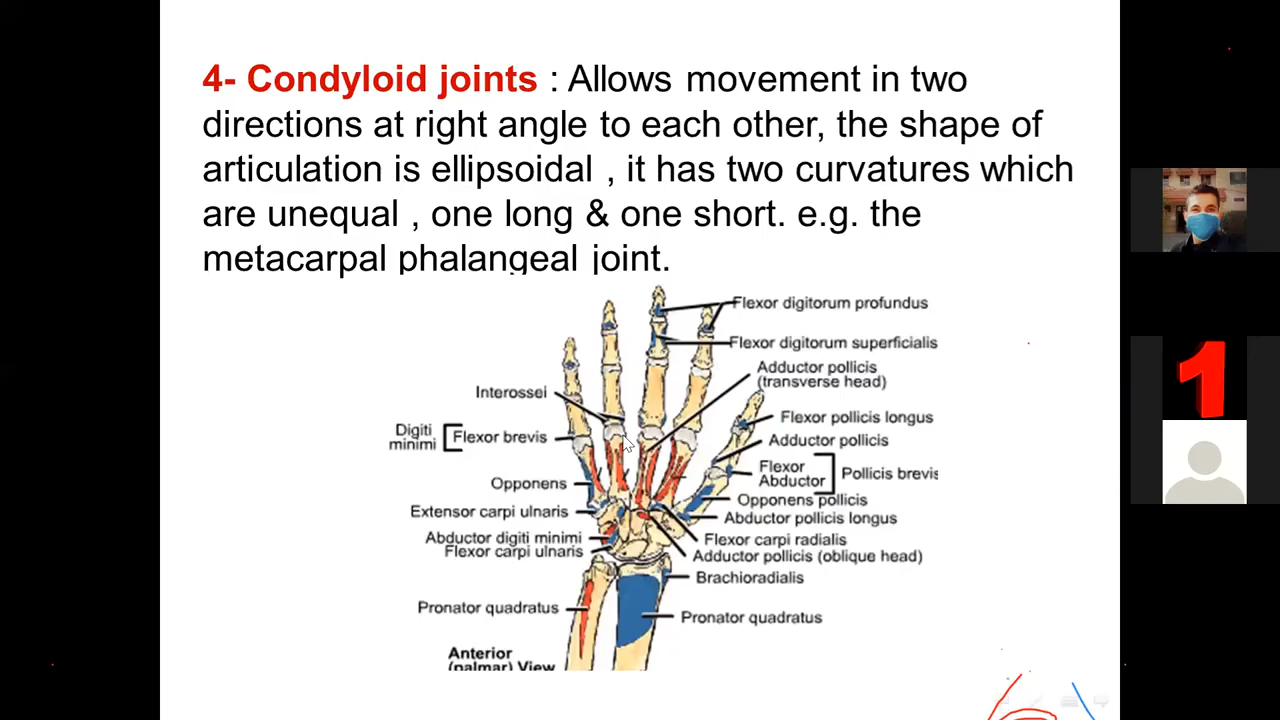 4- Condyloid joints : Allows movement in two
directions at right angle to each other, the shape of
articulation is ellipsoidal , it has two curvatures which
are unequal , one long & one short. e.g. the
metacarpal phalangeal joint.
Flexor digitorum profundus
Flexor digitorum superficialis
Adductor pollicis
(transverse head)
Interossei
Flexor pollicis longus
Digiti
minimi
Flexor brevis
Adductor pollicis
Flexor
Abductor
Pollicis brevis
Opponens
Opponens pollicis
Extensor carpi ulnaris
Abductor pollicis longus
Abductor digiti minimi
Flexor carpi radialis
Flexor carpi ulnaris
Adductor pollicis (oblique head)
Brachioradialis
Pronator quadratus
Pronator quadratus
Anterior
(palmar) View
1